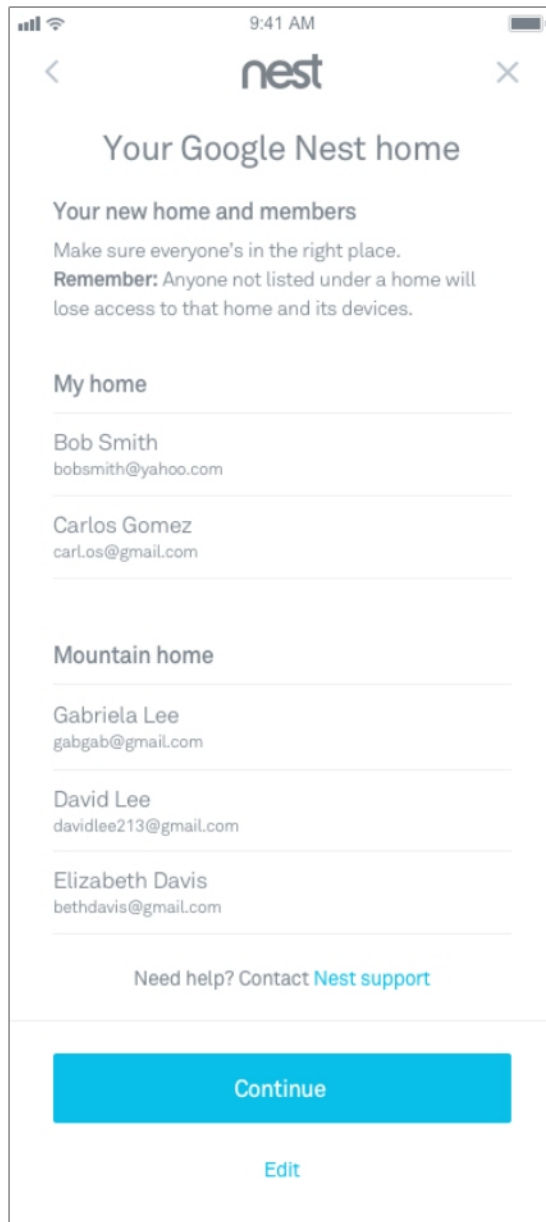 9:41 AM
nest
Your Google Nest home
Your new home and members
Make sure everyone's in the right place.
Remember: Anyone not listed under a home will
lose access to that home and its devices.
My home
Bob Smith
bobsmith@yahoo.com
Carlos Gomez
carl.os@gmail.com
Mountain home
Gabriela Lee
gabgab@gmail.com
David Lee
davidlee213@gmail.com
Elizabeth Davis
bethdavis@gmail.com
Need help? Contact Nest support
Continue
Edit